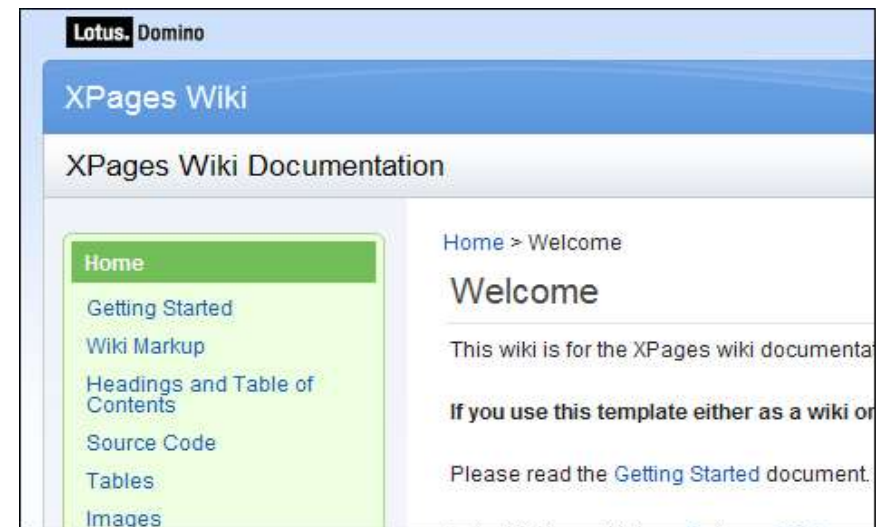 Lotus. Domino
XPages Wiki
XPages Wiki Documentation
Home
Getting Started
Wiki Markup
Headings and Table of
Contents
Source Code
Tables
Images
Home > Welcome
Welcome
This wiki is for the XPages wiki documenta
If you use this template either as a wiki or
Please read the Getting Started document.